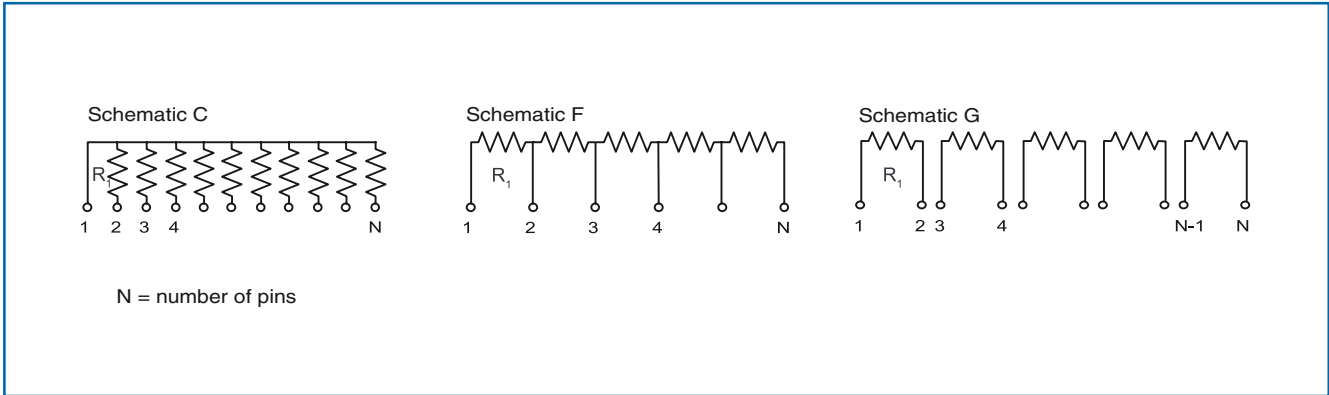 Schematic C
R1
1 2 3 4 N
Schematic F
R1
1 2 3 4 N
Schematic G
R1
1 2 3 4 N-1 N
N = number of pins